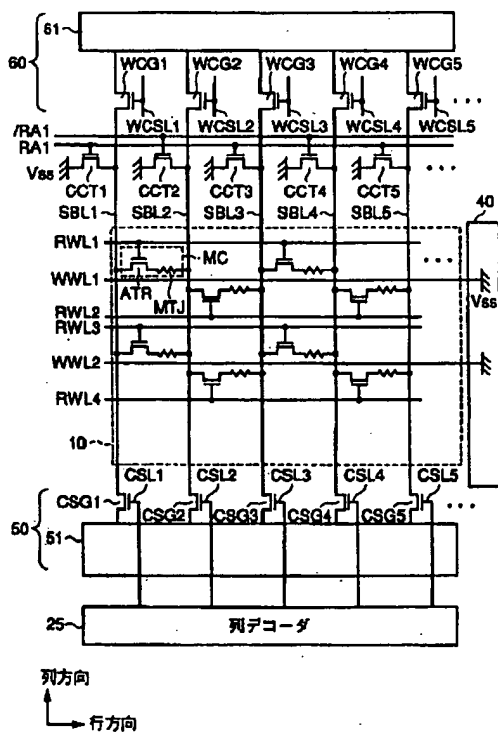 61
60
WCG1 WCG2 WCG3 WCG4 WCG5
WCSL1 WCSL2 WCSL3 WCSL4 WCSL5 ...
/RA1
RA1
Vss
...
CCT1 CCT2 CCT3 CCT4 CCT5
40
SBL1 SBL2 SBL3 SBL4 SBL5
RWL1
MC
...
WWL1
ATR
MTJ
Vss
RWL2
RWL3
WWL2
RWL4
10
CSL1 CSL2 CSL3 CSL4 CSL5
CSG1 CSG2 CSG3 CSG4 CSG5 ...
50
51
25 列デコーダ
列方向
行方向